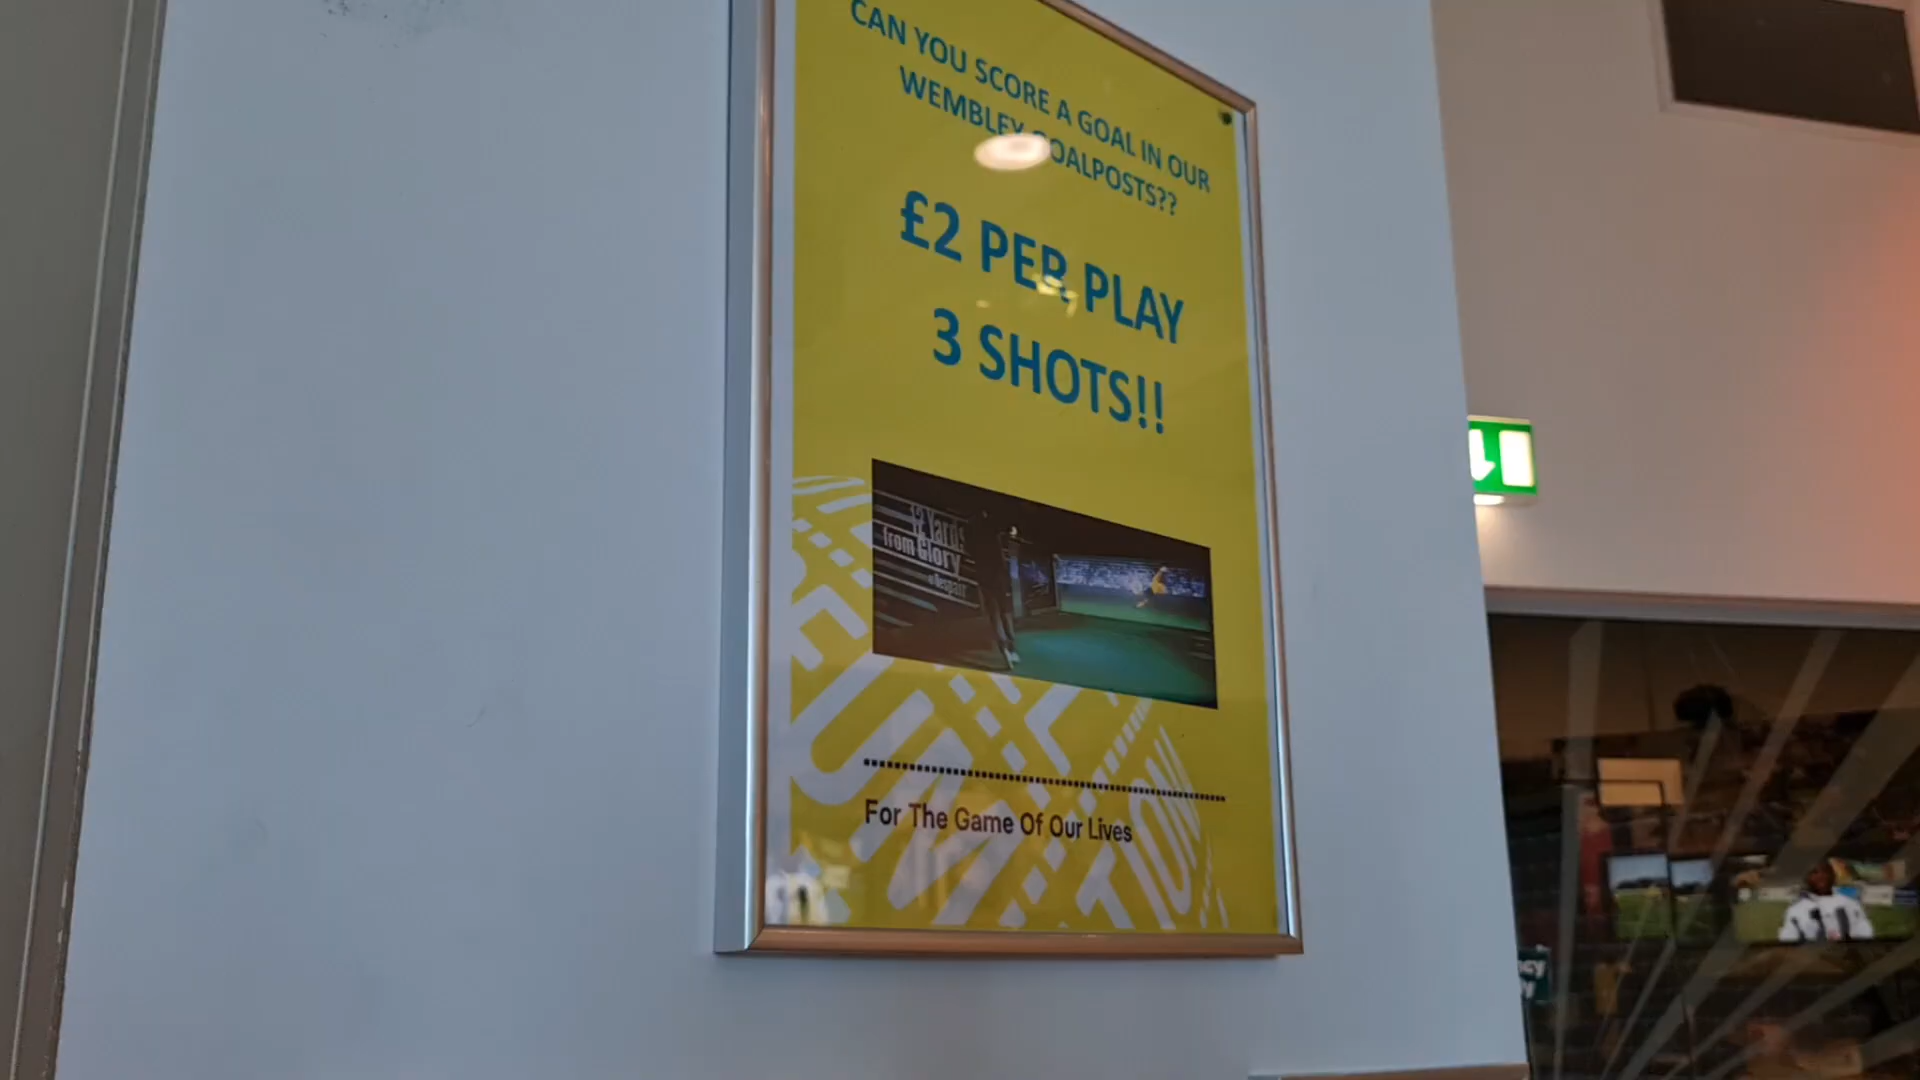 CAN YOU SCORE A GOAL IN OUR
WEMBLEY GOALPOSTS??
£2 PER PLAY
3 SHOTS!!
12 Yards
from Glory
For The Game Of Our Lives